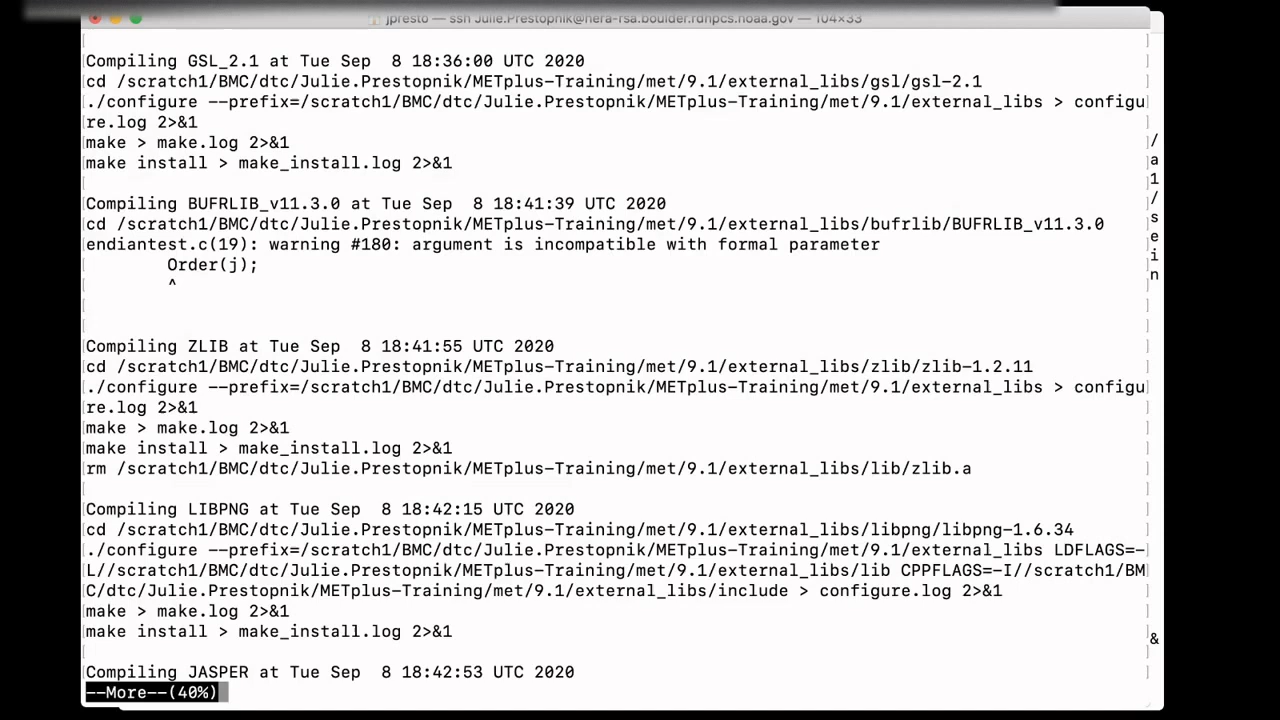 jpresto — ssh Julie.Prestopnik@hera-rsa.boulder.rdhpcs.noaa.gov — 104×33
Compiling GSL_2.1 at Tue Sep  8 18:36:00 UTC 2020
cd /scratch1/BMC/dtc/Julie.Prestopnik/METplus-Training/met/9.1/external_libs/gsl/gsl-2.1
./configure --prefix=/scratch1/BMC/dtc/Julie.Prestopnik/METplus-Training/met/9.1/external_libs > configu
re.log 2>&1
make > make.log 2>&1
make install > make_install.log 2>&1
Compiling BUFRLIB_v11.3.0 at Tue Sep  8 18:41:39 UTC 2020
cd /scratch1/BMC/dtc/Julie.Prestopnik/METplus-Training/met/9.1/external_libs/bufrlib/BUFRLIB_v11.3.0
endiantest.c(19): warning #180: argument is incompatible with formal parameter
        Order(j);
        ^
Compiling ZLIB at Tue Sep  8 18:41:55 UTC 2020
cd /scratch1/BMC/dtc/Julie.Prestopnik/METplus-Training/met/9.1/external_libs/zlib/zlib-1.2.11
./configure --prefix=/scratch1/BMC/dtc/Julie.Prestopnik/METplus-Training/met/9.1/external_libs > configu
re.log 2>&1
make > make.log 2>&1
make install > make_install.log 2>&1
rm /scratch1/BMC/dtc/Julie.Prestopnik/METplus-Training/met/9.1/external_libs/lib/zlib.a
Compiling LIBPNG at Tue Sep  8 18:42:15 UTC 2020
cd /scratch1/BMC/dtc/Julie.Prestopnik/METplus-Training/met/9.1/external_libs/libpng/libpng-1.6.34
./configure --prefix=/scratch1/BMC/dtc/Julie.Prestopnik/METplus-Training/met/9.1/external_libs LDFLAGS=-
L//scratch1/BMC/dtc/Julie.Prestopnik/METplus-Training/met/9.1/external_libs/lib CPPFLAGS=-I//scratch1/BM
C/dtc/Julie.Prestopnik/METplus-Training/met/9.1/external_libs/include > configure.log 2>&1
make > make.log 2>&1
make install > make_install.log 2>&1
Compiling JASPER at Tue Sep  8 18:42:53 UTC 2020
--More--(40%)
/
a
1
/
s
e
i
n
&